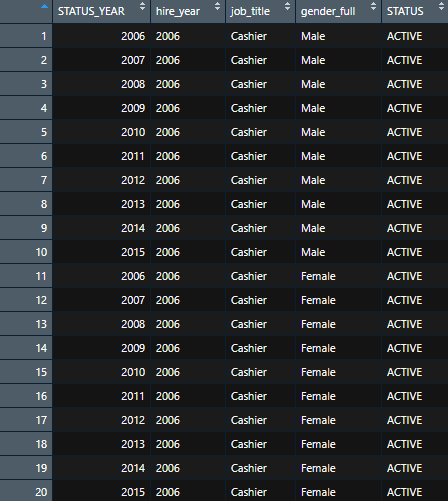 STATUS_YEAR hire_year job_title gender_full STATUS
1 2006 2006 Cashier Male ACTIVE
2 2007 2006 Cashier Male ACTIVE
3 2008 2006 Cashier Male ACTIVE
4 2009 2006 Cashier Male ACTIVE
5 2010 2006 Cashier Male ACTIVE
6 2011 2006 Cashier Male ACTIVE
7 2012 2006 Cashier Male ACTIVE
8 2013 2006 Cashier Male ACTIVE
9 2014 2006 Cashier Male ACTIVE
10 2015 2006 Cashier Male ACTIVE
11 2006 2006 Cashier Female ACTIVE
12 2007 2006 Cashier Female ACTIVE
13 2008 2006 Cashier Female ACTIVE
14 2009 2006 Cashier Female ACTIVE
15 2010 2006 Cashier Female ACTIVE
16 2011 2006 Cashier Female ACTIVE
17 2012 2006 Cashier Female ACTIVE
18 2013 2006 Cashier Female ACTIVE
19 2014 2006 Cashier Female ACTIVE
20 2015 2006 Cashier Female ACTIVE